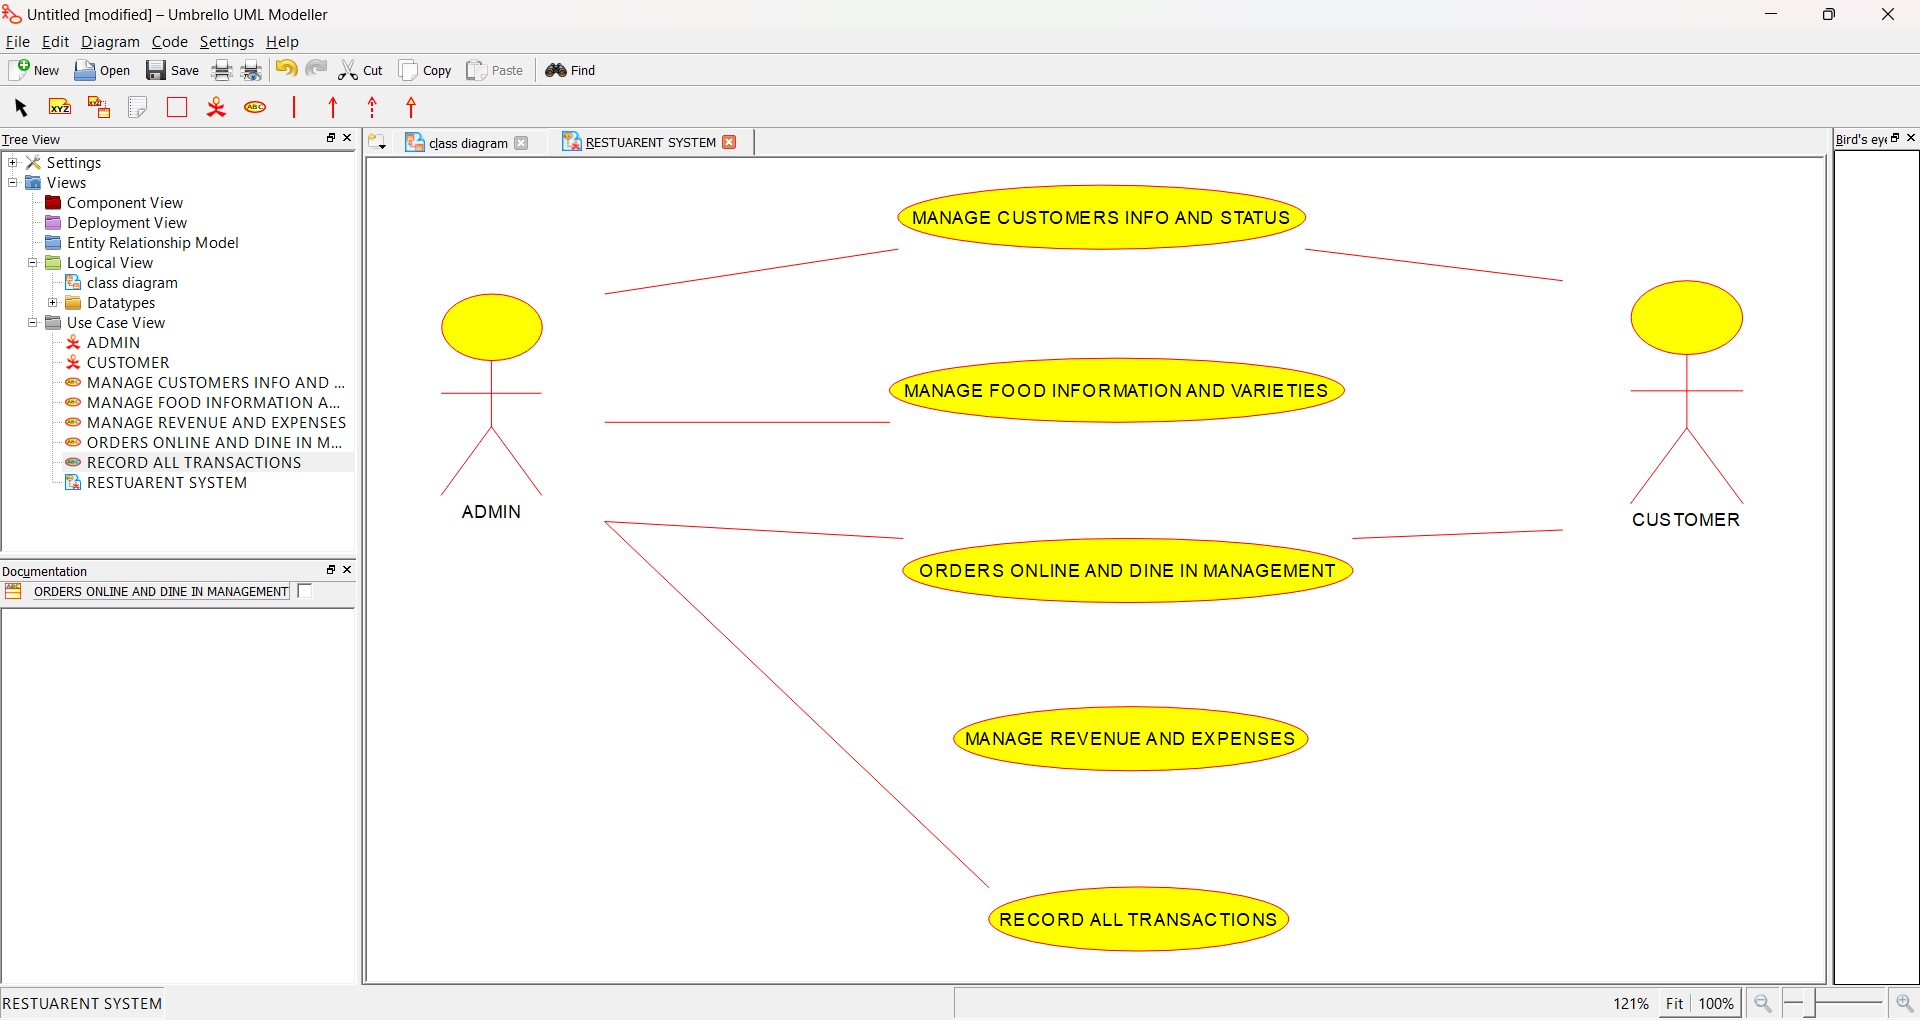 Untitled [modified] – Umbrello UML Modeller
File Edit Diagram Code Settings Help
New Open Save Cut Copy Paste Find
XYZ XYZ ABC
Tree View
class diagram
RESTUARENT SYSTEM
Bird's eye
Settings
Views
Component View
Deployment View
Entity Relationship Model
Logical View
class diagram
Datatypes
Use Case View
ADMIN
CUSTOMER
MANAGE CUSTOMERS INFO AND ...
MANAGE FOOD INFORMATION A...
MANAGE REVENUE AND EXPENSES
ORDERS ONLINE AND DINE IN M...
RECORD ALL TRANSACTIONS
RESTUARENT SYSTEM
Documentation
ORDERS ONLINE AND DINE IN MANAGEMENT
MANAGE CUSTOMERS INFO AND STATUS
MANAGE FOOD INFORMATION AND VARIETIES
ADMIN
CUSTOMER
ORDERS ONLINE AND DINE IN MANAGEMENT
MANAGE REVENUE AND EXPENSES
RECORD ALL TRANSACTIONS
RESTUARENT SYSTEM
121% Fit 100%